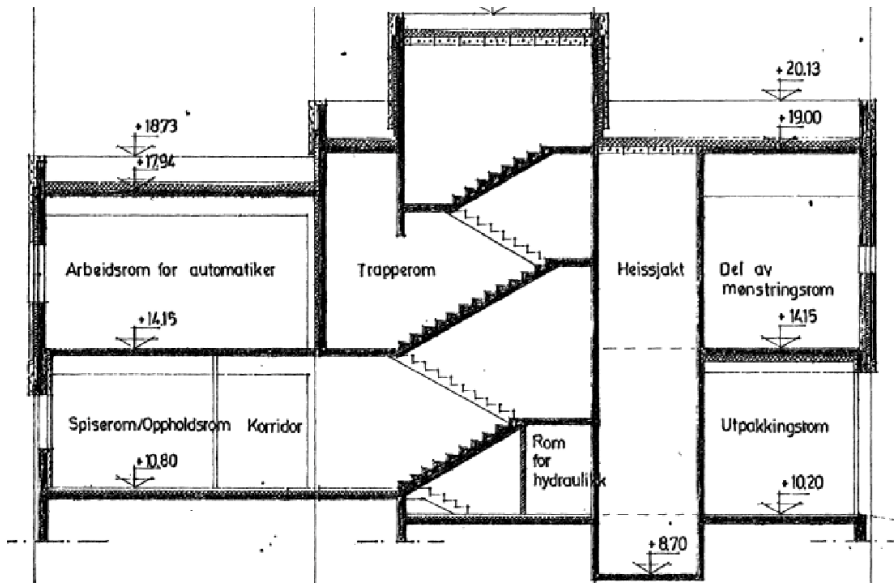 +20.13
+18.73
+19.00
+17.94
Arbeidsrom for automatiker
Trapperom
Heissjakt
Del av
mønstringsrom
+14.15
+14.15
Spiserom/Oppholdsrom
Korridor
Rom
for
hydraulikk
Utpakkingsrom
+10.80
+10.20
+8.70